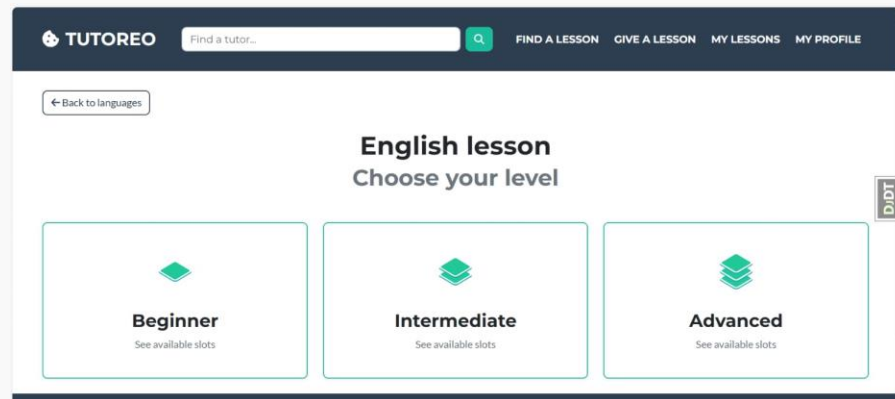 TUTOREO
Find a tutor...
FIND A LESSON GIVE A LESSON MY LESSONS MY PROFILE
←Back to languages
English lesson
Choose your level
DJDT
Beginner
See available slots
Intermediate
See available slots
Advanced
See available slots